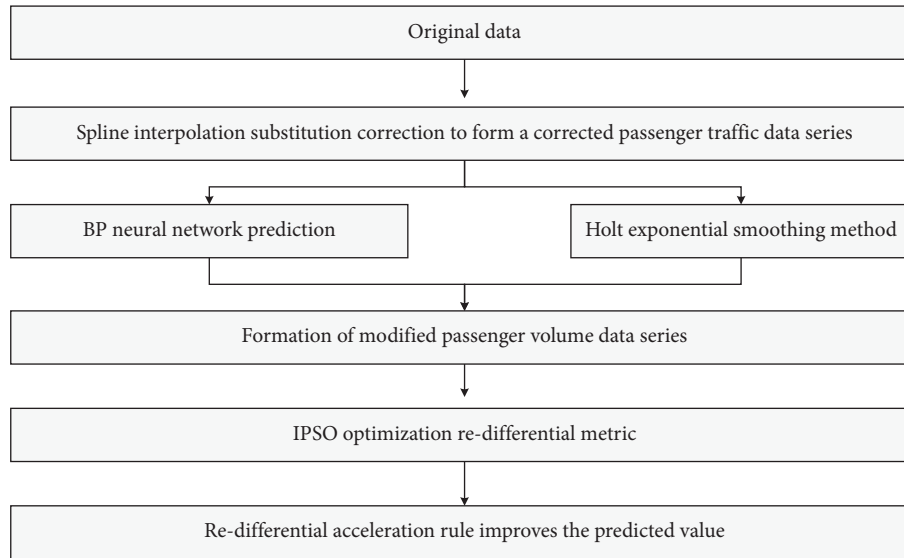 Original data
Spline interpolation substitution correction to form a corrected passenger traffic data series
BP neural network prediction
Holt exponential smoothing method
Formation of modified passenger volume data series
IPSO optimization re-differential metric
Re-differential acceleration rule improves the predicted value